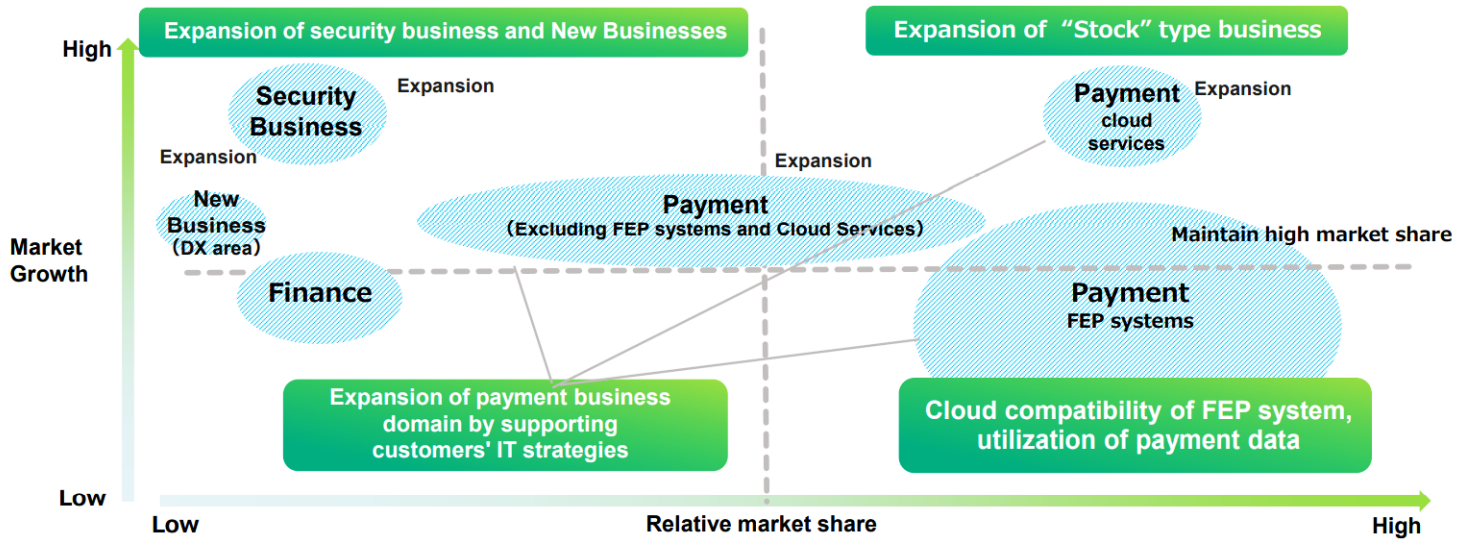 Expansion of security business and New Businesses
Expansion of “Stock” type business
High
Security
Business
Expansion
Payment
cloud
services
Expansion
Expansion
New
Business
(DX area)
Expansion
Payment
(Excluding FEP systems and Cloud Services)
Maintain high market share
Market
Growth
Finance
Payment
FEP systems
Expansion of payment business
domain by supporting
customers' IT strategies
Cloud compatibility of FEP system,
utilization of payment data
Low
Low
Relative market share
High